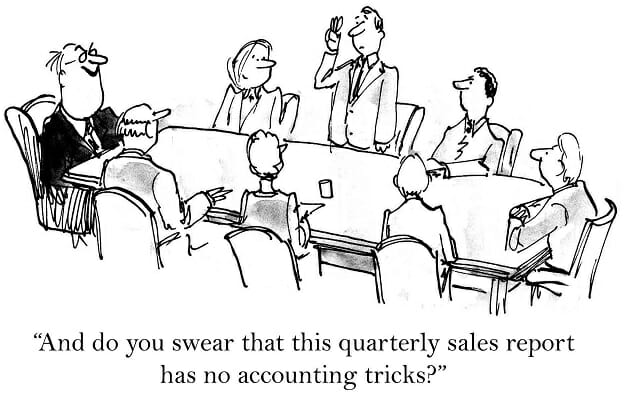 “And do you swear that this quarterly sales report
has no accounting tricks?”